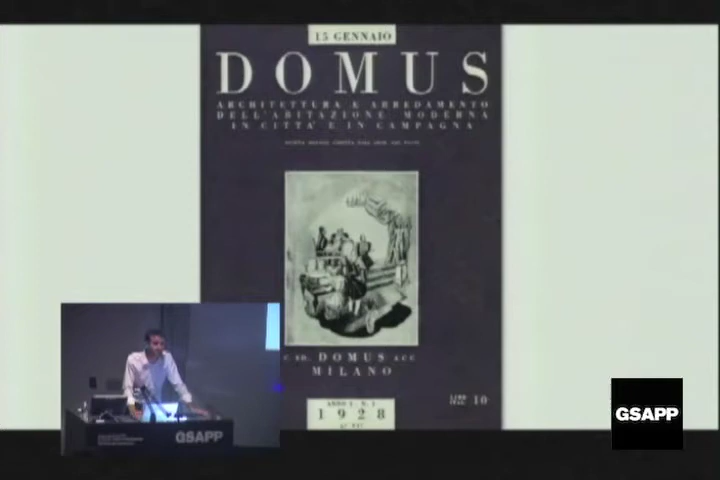 15 GENNAIO
DOMUS
ARCHITETTURA E ARREDAMENTO
DELL'ABITAZIONE MODERNA
IN CITTA' E IN CAMPAGNA
DOMUS
MILANO
10
ANNO I - N. 1
1928
GSAPP
GSAPP